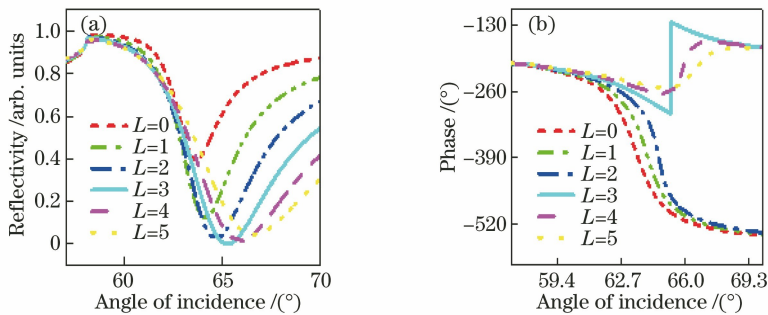 (a)
Reflectivity /arb. units
1.0
0.8
0.6
0.4
0.2
0
L=0
L=1
L=2
L=3
L=4
L=5
60
65
70
Angle of incidence /(°)
(b)
Phase /(°)
−130
−260
−390
−520
L=0
L=1
L=2
L=3
L=4
L=5
59.4
62.7
66.0
69.3
Angle of incidence /(°)